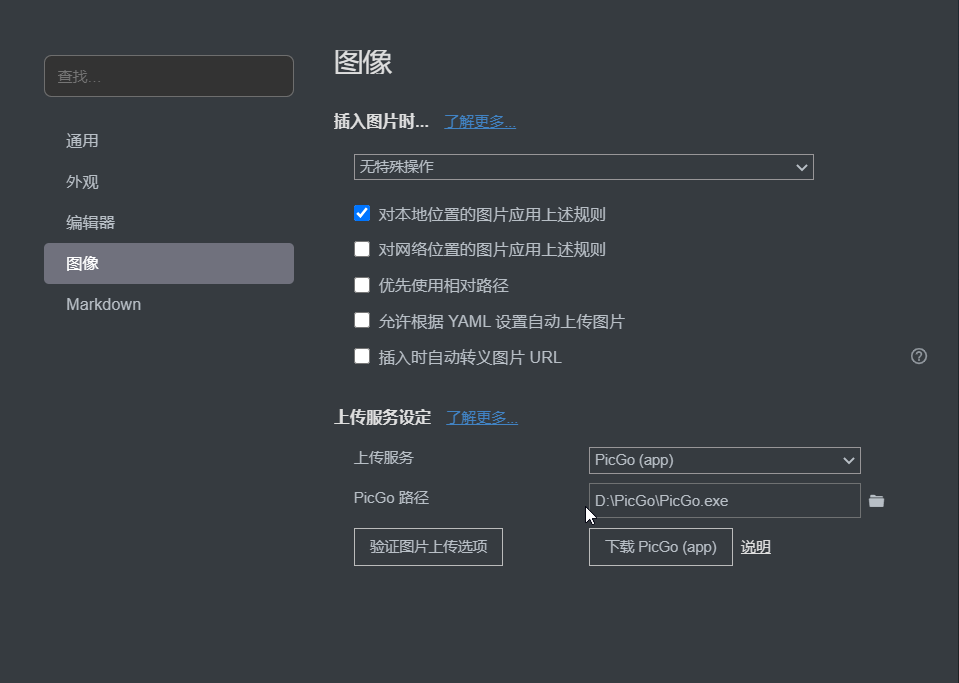 查找...
通用
外观
编辑器
图像
Markdown
图像
插入图片时... 了解更多...
无特殊操作
对本地位置的图片应用上述规则
对网络位置的图片应用上述规则
优先使用相对路径
允许根据 YAML 设置自动上传图片
插入时自动转义图片 URL
上传服务设定 了解更多...
上传服务 PicGo (app)
PicGo 路径 D:\PicGo\PicGo.exe
验证图片上传选项 下载 PicGo (app) 说明